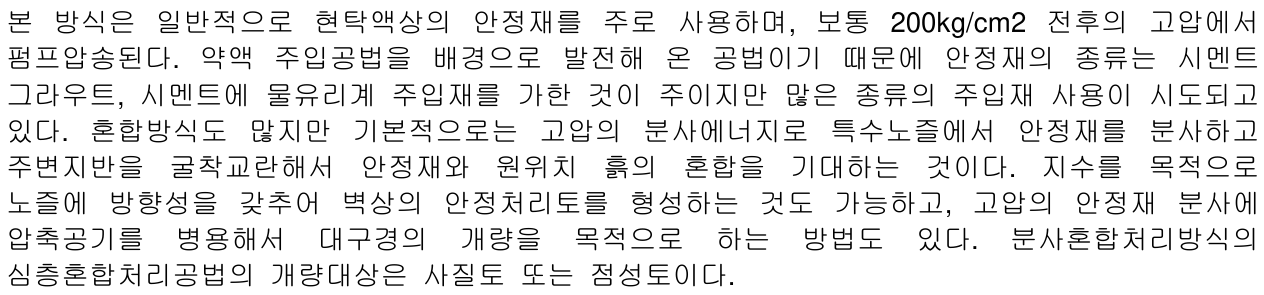 본 방식은 일반적으로 현탁액상의 안정재를 주로 사용하며, 보통 200kg/cm2 전후의 고압에서
펌프압송된다. 약액 주입공법을 배경으로 발전해 온 공법이기 때문에 안정재의 종류는 시멘트
그라우트, 시멘트에 물유리계 주입재를 가한 것이 주이지만 많은 종류의 주입재 사용이 시도되고
있다. 혼합방식도 많지만 기본적으로는 고압의 분사에너지로 특수노즐에서 안정재를 분사하고
주변지반을 굴착교란해서 안정재와 원위치 흙의 혼합을 기대하는 것이다. 지수를 목적으로
노즐에 방향성을 갖추어 벽상의 안정처리토를 형성하는 것도 가능하고, 고압의 안정재 분사에
압축공기를 병용해서 대구경의 개량을 목적으로 하는 방법도 있다. 분사혼합처리방식의
심층혼합처리공법의 개량대상은 사질토 또는 점성토이다.